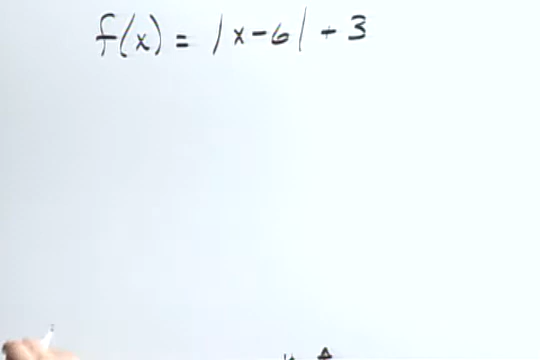 f(x) = |x-6| + 3